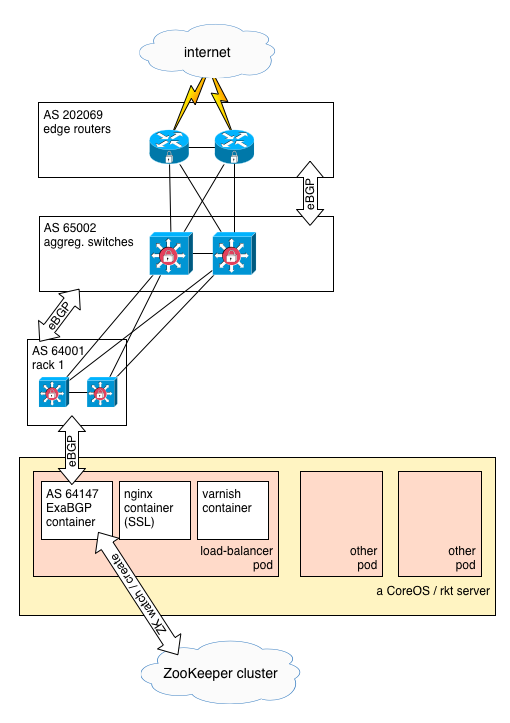 internet
AS 202069
edge routers
eBGP
AS 65002
aggreg. switches
eBGP
AS 64001
rack 1
eBGP
AS 64147
ExaBGP
container
nginx
container
(SSL)
varnish
container
load-balancer
pod
other
pod
other
pod
a CoreOS / rkt server
ZK watch / create
ZooKeeper cluster